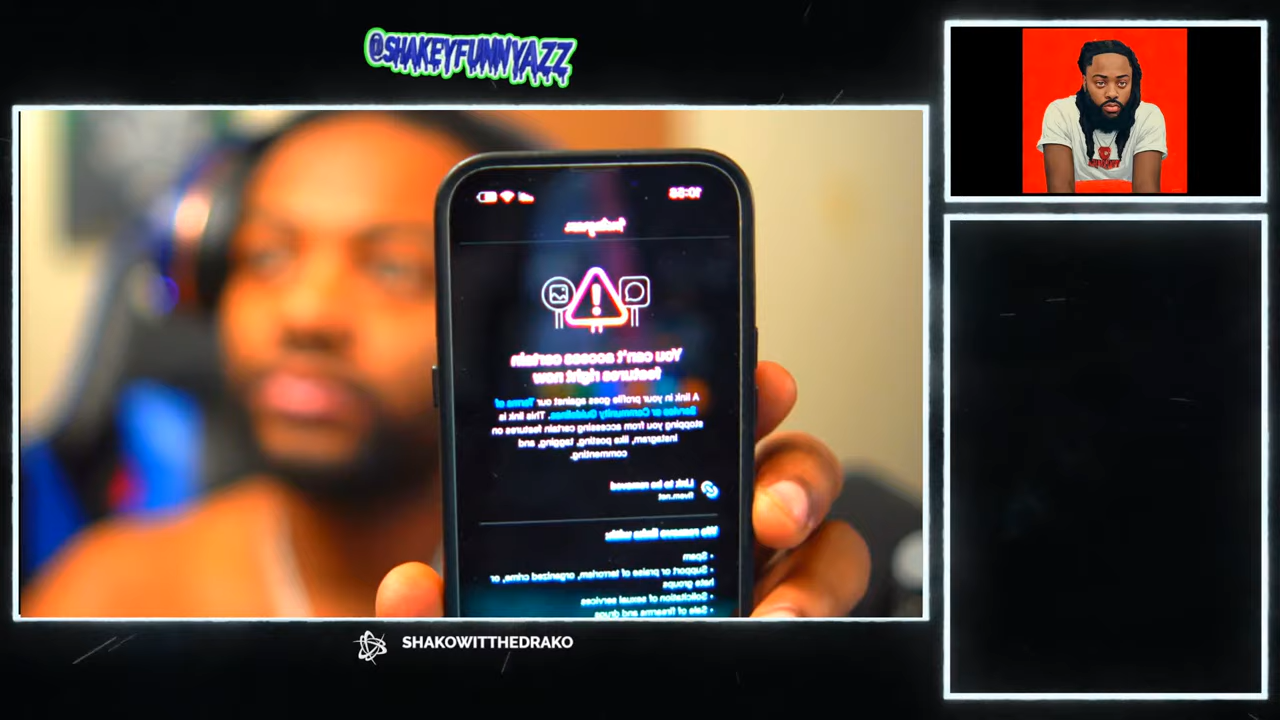 @SHAKEYFUNNYAZZ
10:58
Instagram
You can't access certain
features right now
A link in your profile goes against our Terms of
Service or Community Guidelines. This link is
stopping you from accessing certain features on
Instagram, like posting, tagging, and
commenting.
Link to be removed
fivem.net
We remove links with:
• Spam
• Support or praise of terrorism, organized crime, or
hate groups
• Solicitation of sexual services
• Sale of firearms and drugs
SHAKOWITTHEDRAKO